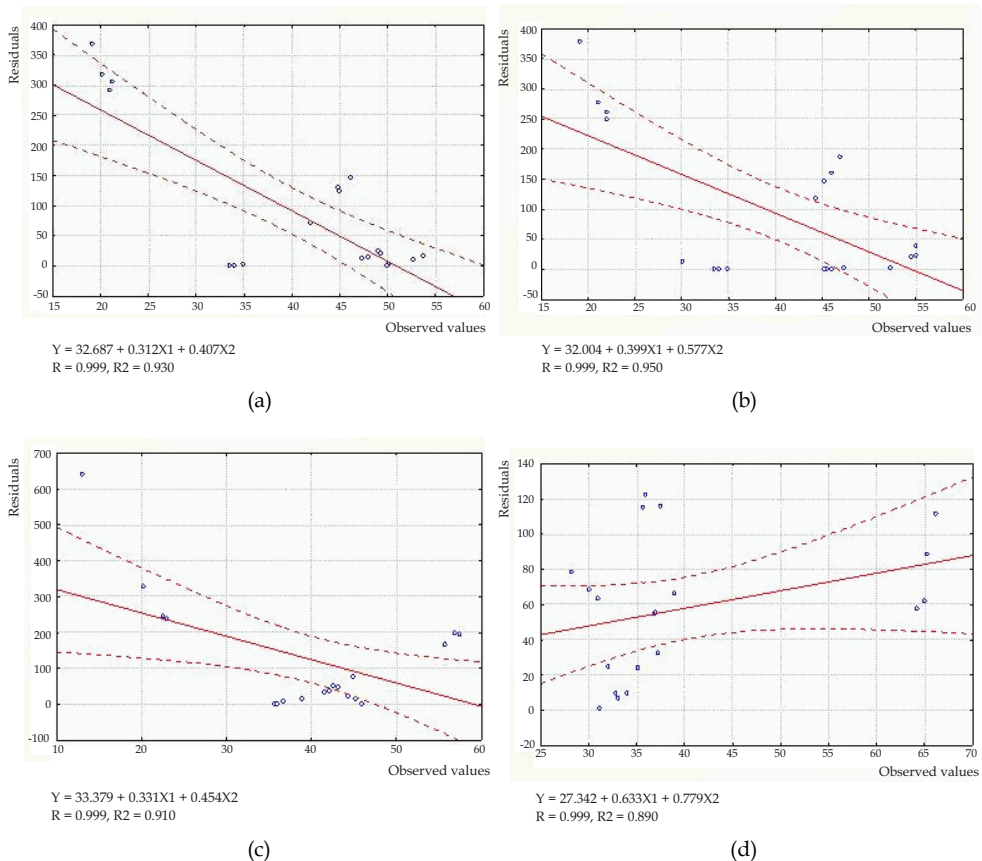 Residuals
400
350
300
250
200
150
100
50
0
-50
15 20 25 30 35 40 45 50 55 60
Observed values
Y = 32.687 + 0.312X1 + 0.407X2
R = 0.999, R2 = 0.930
(a)
Residuals
400
350
300
250
200
150
100
50
0
-50
15 20 25 30 35 40 45 50 55 60
Observed values
Y = 32.004 + 0.399X1 + 0.577X2
R = 0.999, R2 = 0.950
(b)
Residuals
700
600
500
400
300
200
100
0
-100
10 20 30 40 50 60
Observed values
Y = 33.379 + 0.331X1 + 0.454X2
R = 0.999, R2 = 0.910
(c)
Residuals
140
120
100
80
60
40
20
0
-20
25 30 35 40 45 50 55 60 65 70
Observed values
Y = 27.342 + 0.633X1 + 0.779X2
R = 0.999, R2 = 0.890
(d)